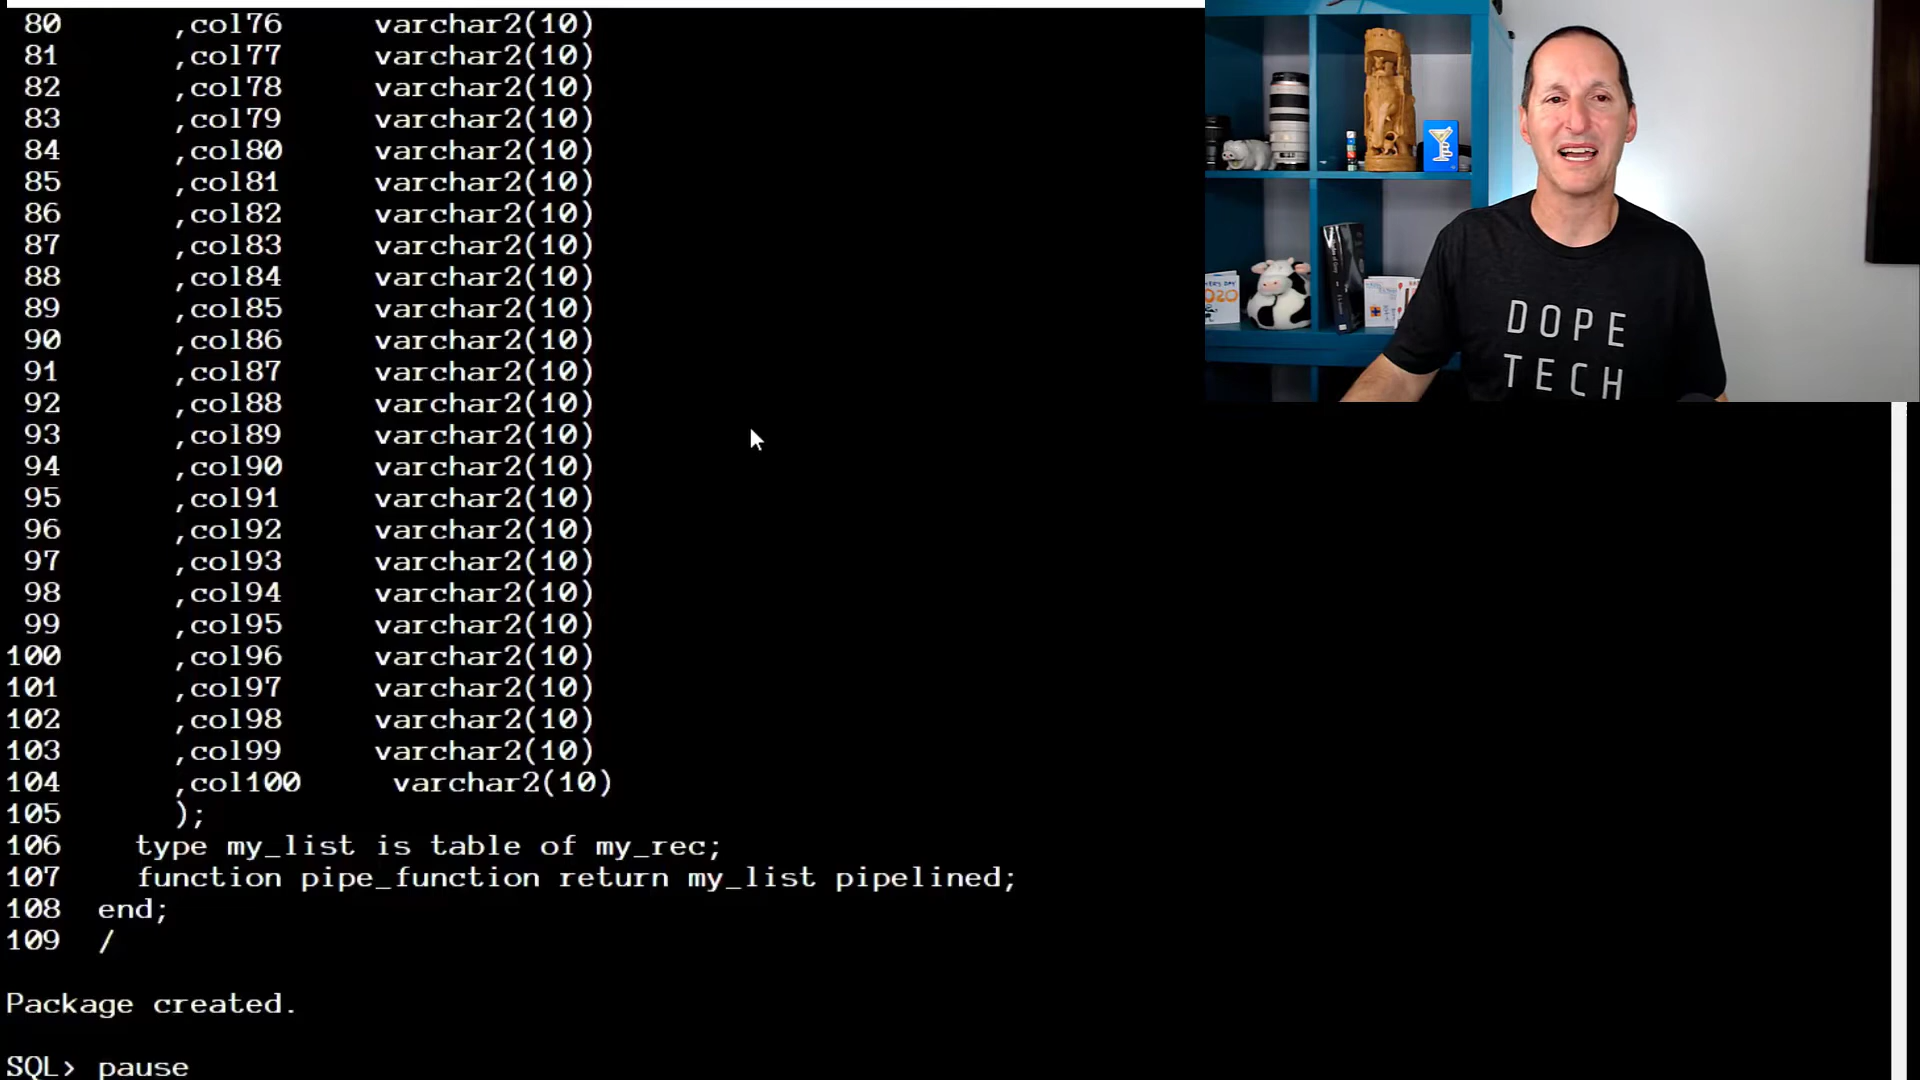 80 ,col76 varchar2(10)
81 ,col77 varchar2(10)
82 ,col78 varchar2(10)
83 ,col79 varchar2(10)
84 ,col80 varchar2(10)
85 ,col81 varchar2(10)
86 ,col82 varchar2(10)
87 ,col83 varchar2(10)
88 ,col84 varchar2(10)
89 ,col85 varchar2(10)
90 ,col86 varchar2(10)
91 ,col87 varchar2(10)
92 ,col88 varchar2(10)
93 ,col89 varchar2(10)
94 ,col90 varchar2(10)
95 ,col91 varchar2(10)
96 ,col92 varchar2(10)
97 ,col93 varchar2(10)
98 ,col94 varchar2(10)
99 ,col95 varchar2(10)
100 ,col96 varchar2(10)
101 ,col97 varchar2(10)
102 ,col98 varchar2(10)
103 ,col99 varchar2(10)
104 ,col100 varchar2(10)
105 );
106 type my_list is table of my_rec;
107 function pipe_function return my_list pipelined;
108 end;
109 /
Package created.
SQL> pause
DOPE
TECH